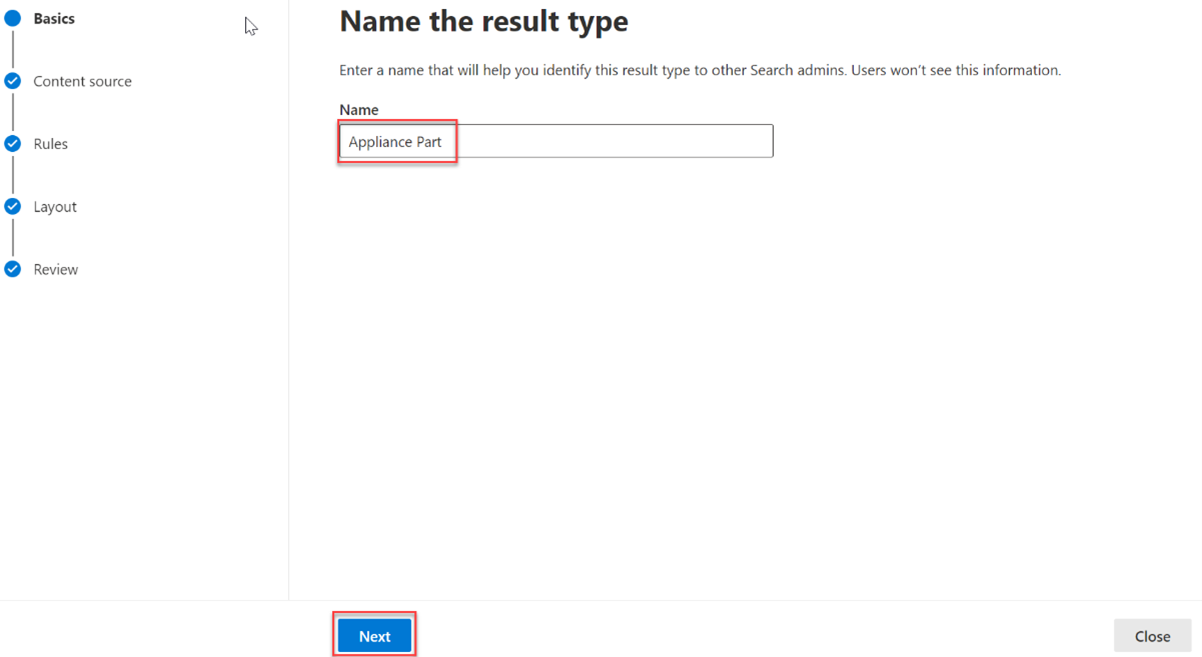 Basics
Content source
Rules
Layout
Review
Name the result type
Enter a name that will help you identify this result type to other Search admins. Users won’t see this information.
Name
Appliance Part
Next
Close